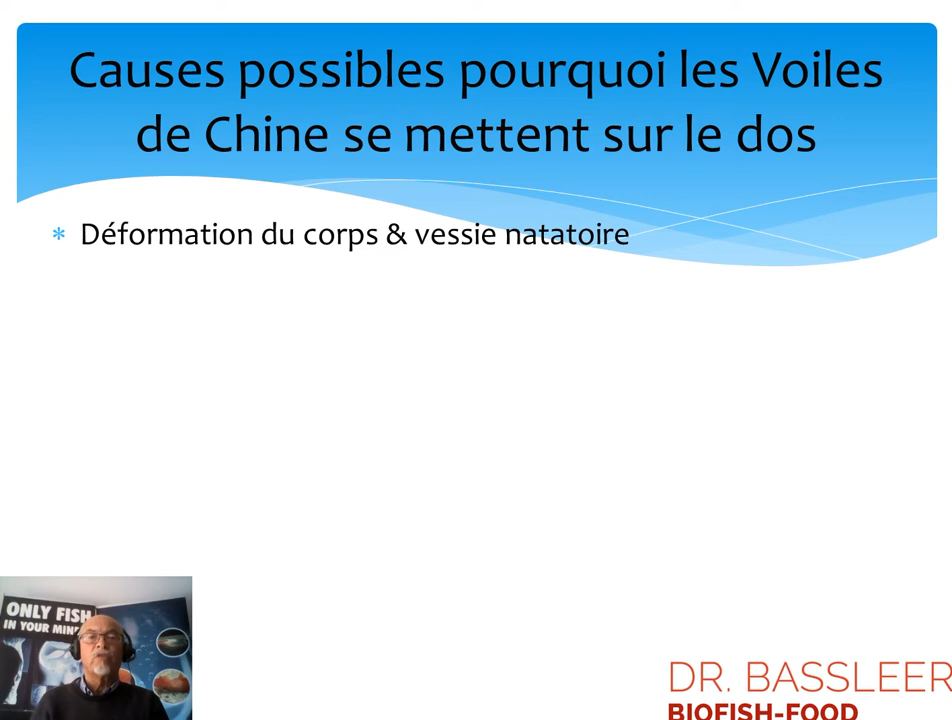 Causes possibles pourquoi les Voiles
de Chine se mettent sur le dos
* Déformation du corps & vessie natatoire
ONLY FISH
IN YOUR MIND
DR. BASSLEER
BIOFISH-FOOD